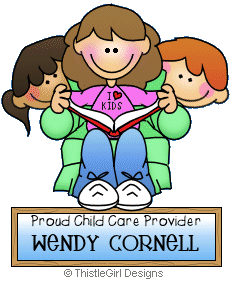 I ♥
KIDS
Proud Child Care Provider
WENDY CORNELL
© ThistleGirl Designs